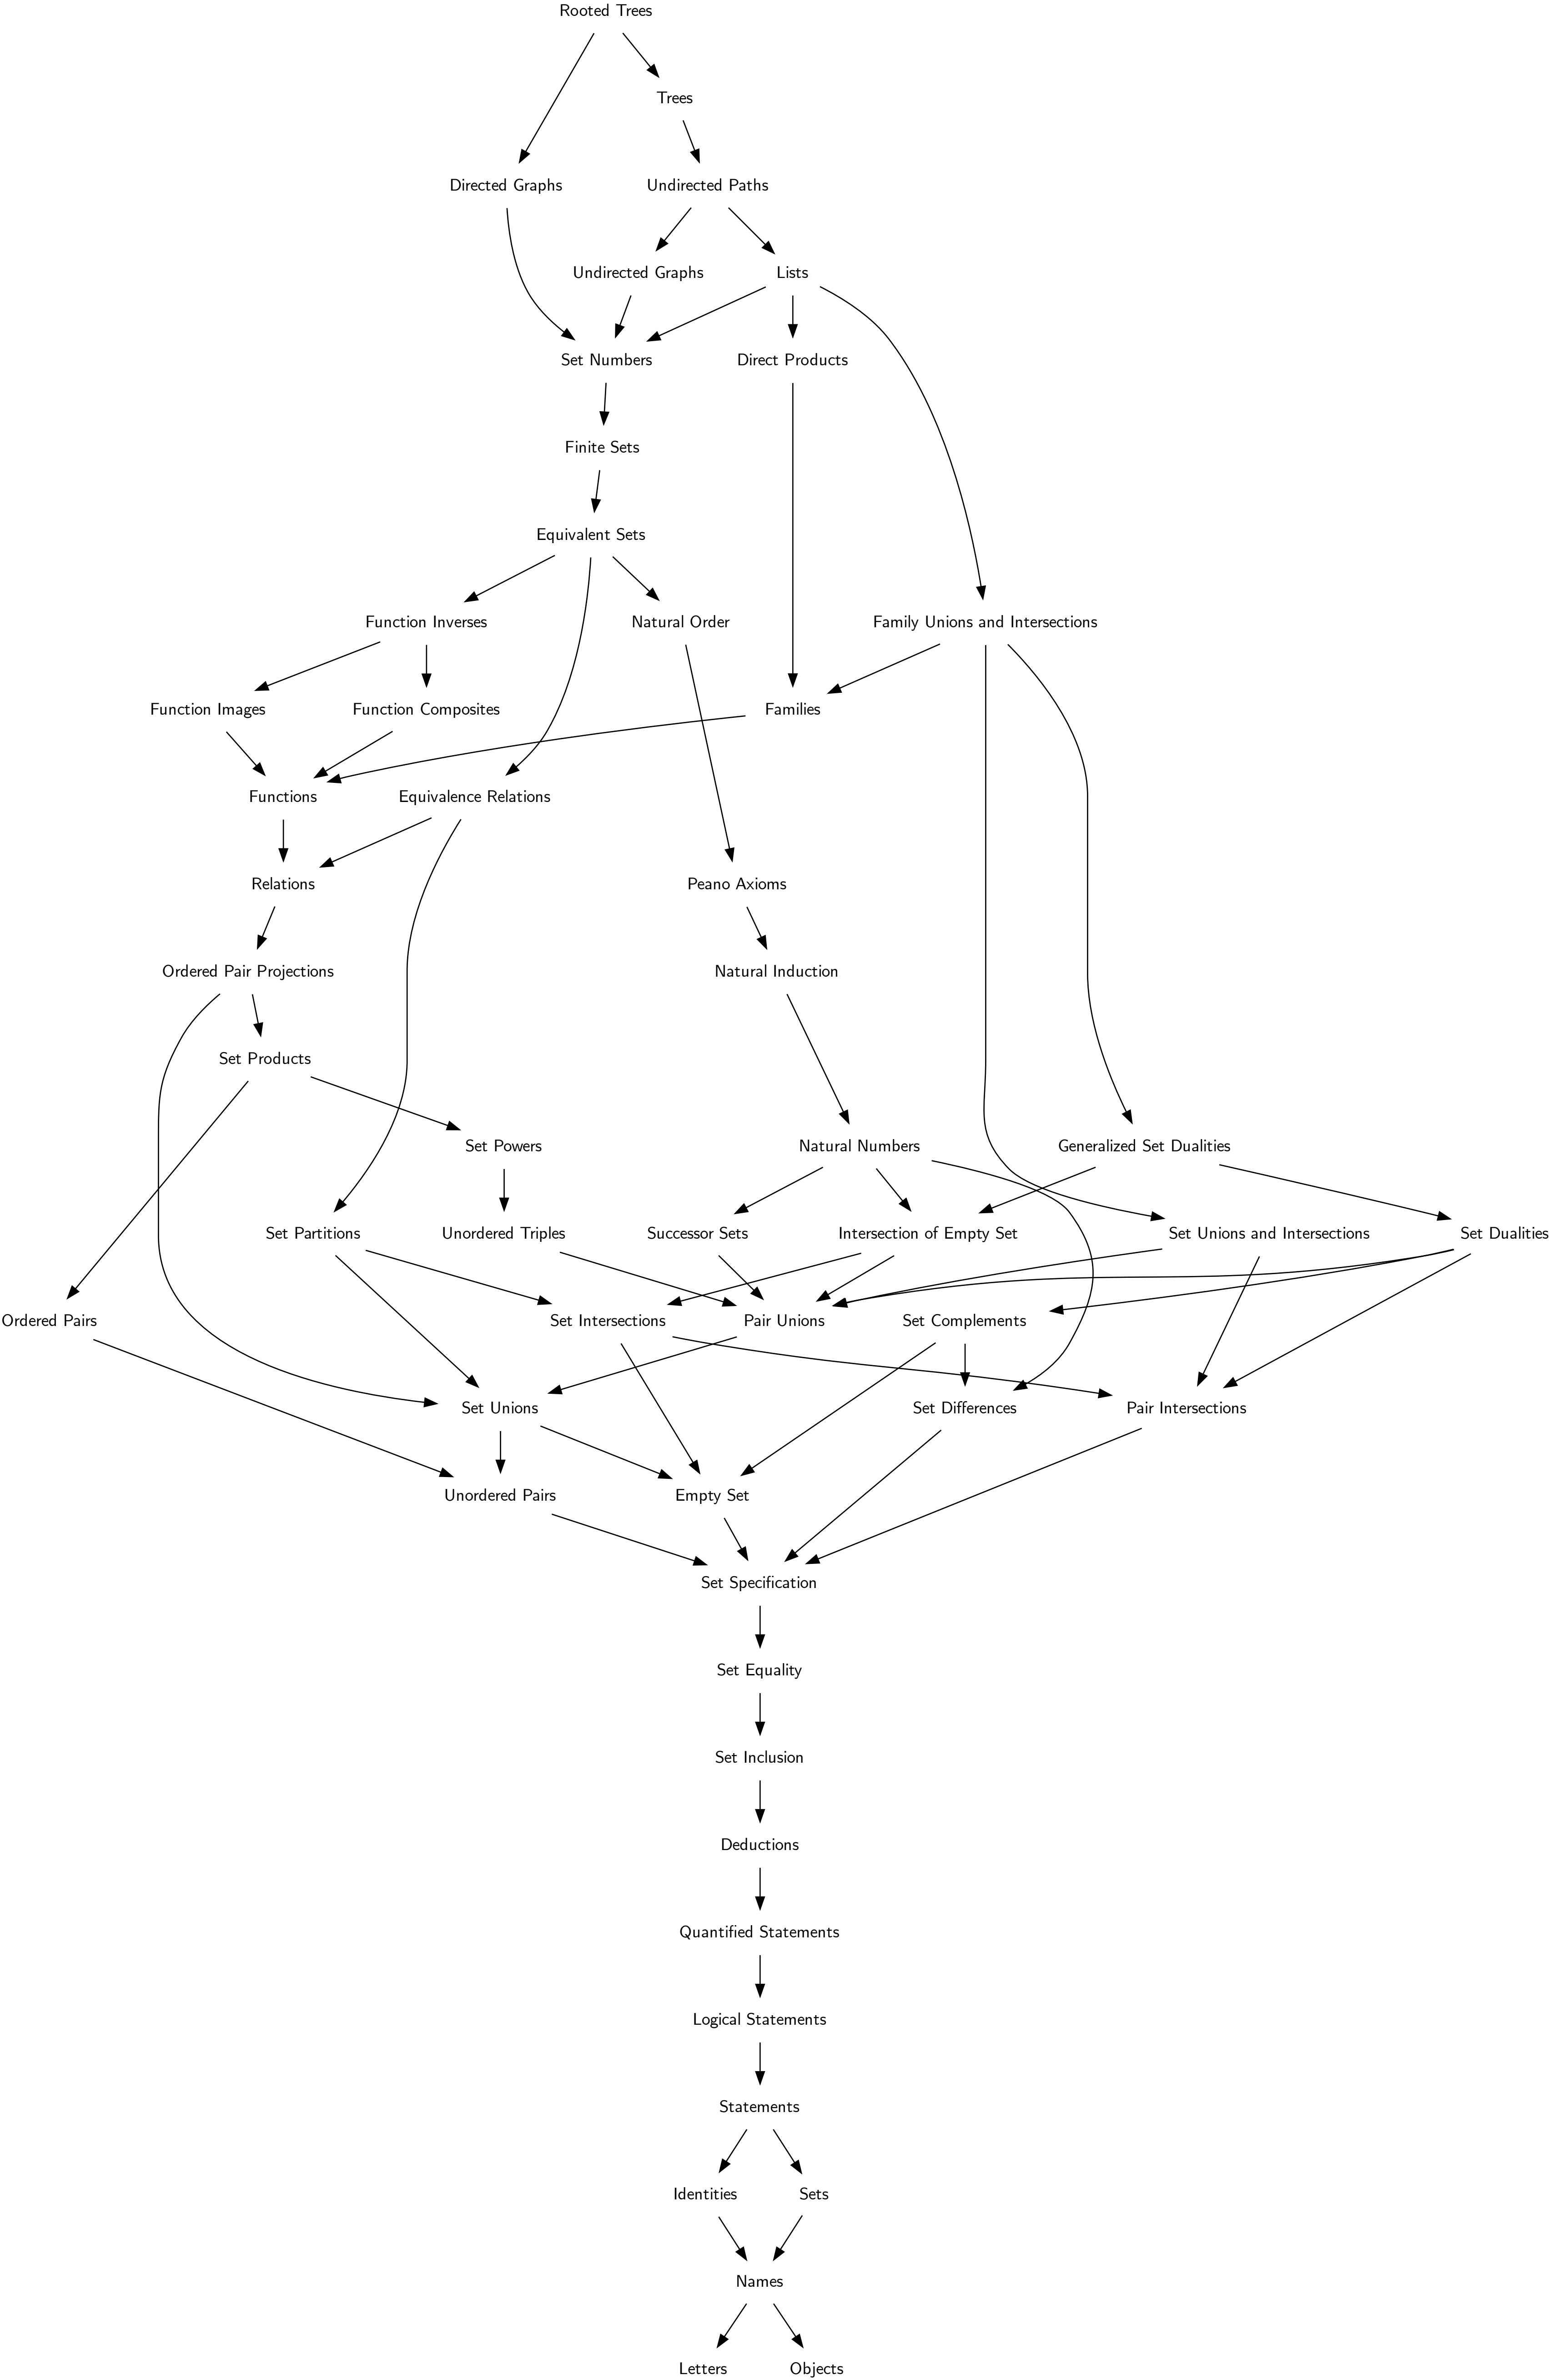 Rooted Trees
Trees
Directed Graphs
Undirected Paths
Undirected Graphs
Lists
Set Numbers
Direct Products
Finite Sets
Equivalent Sets
Function Inverses
Natural Order
Family Unions and Intersections
Function Images
Function Composites
Families
Functions
Equivalence Relations
Relations
Peano Axioms
Ordered Pair Projections
Natural Induction
Set Products
Set Powers
Natural Numbers
Generalized Set Dualities
Set Partitions
Unordered Triples
Successor Sets
Intersection of Empty Set
Set Unions and Intersections
Set Dualities
Ordered Pairs
Set Intersections
Pair Unions
Set Complements
Set Unions
Set Differences
Pair Intersections
Unordered Pairs
Empty Set
Set Specification
Set Equality
Set Inclusion
Deductions
Quantified Statements
Logical Statements
Statements
Identities
Sets
Names
Letters
Objects